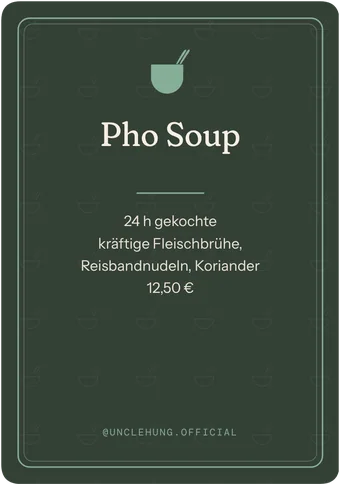 Pho Soup
24 h gekochte
kräftige Fleischbrühe,
Reisbandnudeln, Koriander
12,50 €
@UNCLEHUNG.OFFICIAL